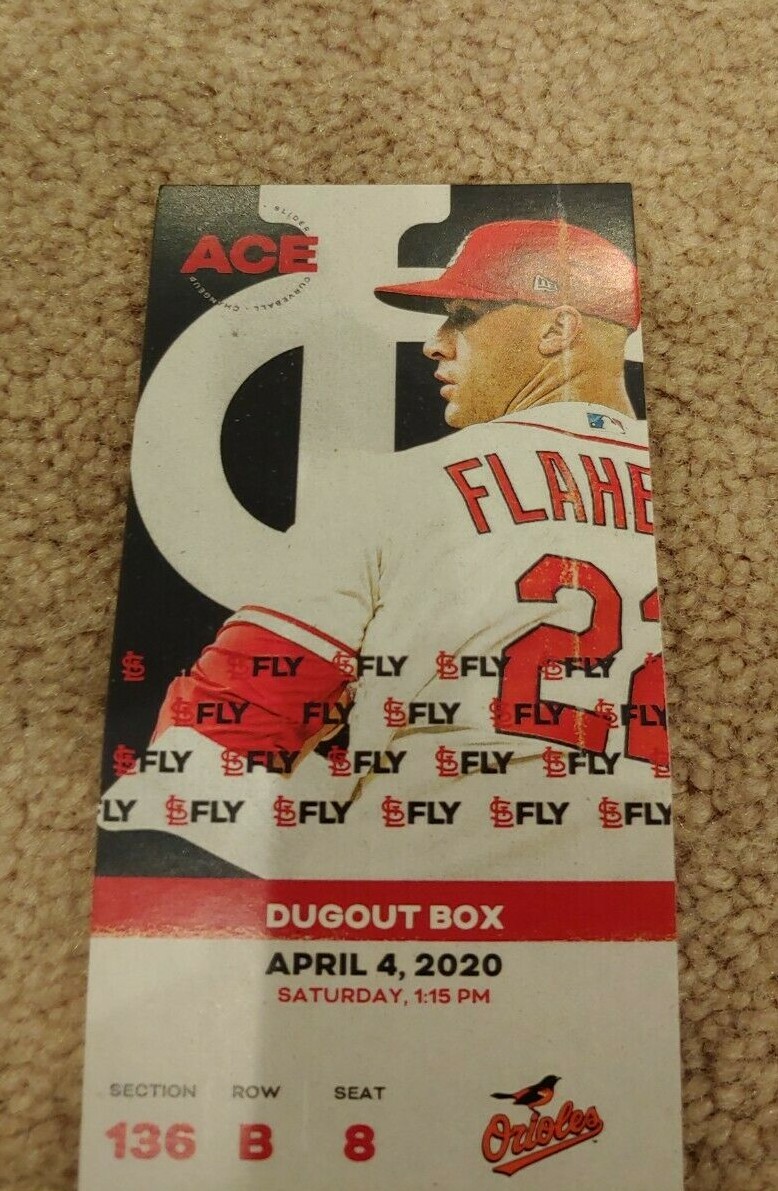 SLIDER
ACE
CURVEBALL - CHANGEUP
FLAHE
22
FLY FLY FLY FLY
FLY FLY FLY FLY FLY
FLY FLY FLY FLY FLY
LY FLY FLY FLY FLY FLY
DUGOUT BOX
APRIL 4, 2020
SATURDAY, 1:15 PM
SECTION ROW SEAT
136 B 8
Orioles